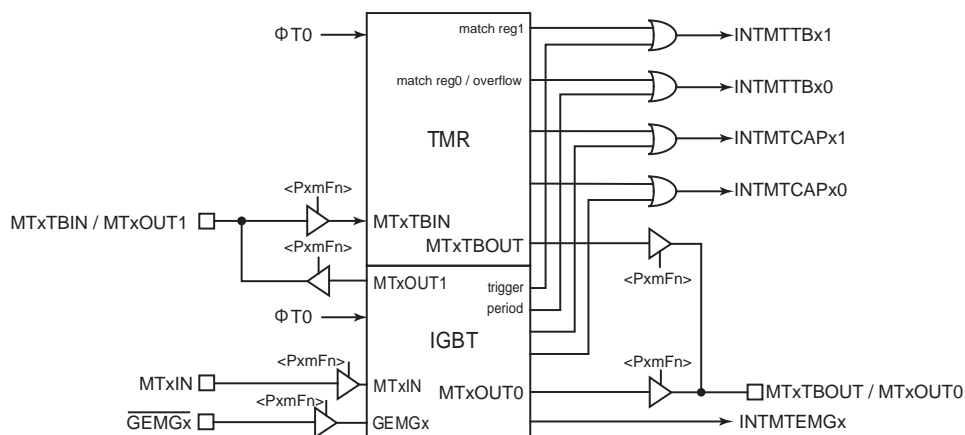 ΦT0
match reg1
INTMTTBx1
match reg0 / overflow
INTMTTBx0
TMR
INTMTCAPx1
<PxmFn>
INTMTCAPx0
MTxTBIN / MTxOUT1
MTxTBIN
MTxTBOUT
<PxmFn>
<PxmFn>
MTxOUT1
trigger
ΦT0
period
IGBT
<PxmFn>
<PxmFn>
MTxIN
MTxIN
MTxOUT0
MTxTBOUT / MTxOUT0
<PxmFn>
GEMGx
GEMGx
INTMTEMGx